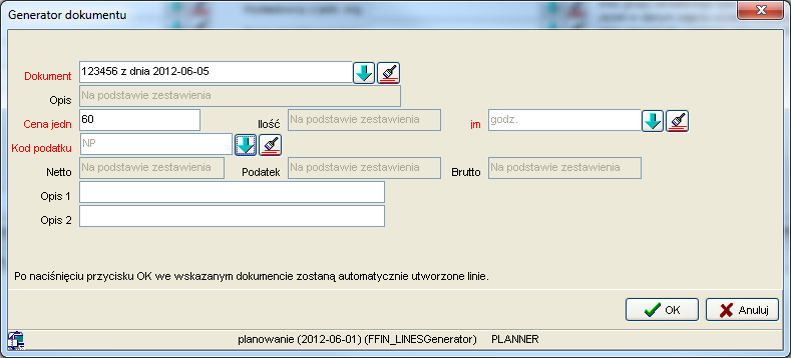 Generator dokumentu
Dokument 123456 z dnia 2012-06-05
Opis Na podstawie zestawienia
Cena jedn 60 Ilość Na podstawie zestawienia jm godz.
Kod podatku NP
Netto Na podstawie zestawienia Podatek Na podstawie zestawienia Brutto Na podstawie zestawienia
Opis 1
Opis 2
Po naciśnięciu przycisku OK we wskazanym dokumencie zostaną automatycznie utworzone linie.
OK Anuluj
planowanie (2012-06-01) (FFIN_LINESGenerator) PLANNER